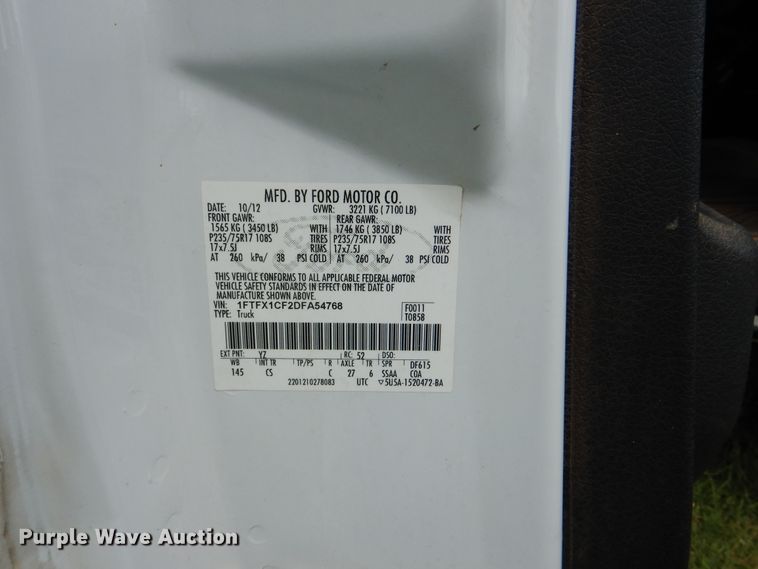 MFD. BY FORD MOTOR CO.
DATE: 10/12 GVWR: 3221 KG ( 7100 LB)
FRONT GAWR: REAR GAWR:
1565 KG ( 3450 LB) WITH 1746 KG ( 3850 LB) WITH
P235/75R17 108S TIRES P235/75R17 108S TIRES
17x7.5J RIMS 17x7.5J RIMS
AT 260 kPa/ 38 PSI COLD AT 260 kPa/ 38 PSI COLD
THIS VEHICLE CONFORMS TO ALL APPLICABLE FEDERAL MOTOR
VEHICLE SAFETY STANDARDS IN EFFECT ON THE DATE OF
MANUFACTURE SHOWN ABOVE.
VIN: 1FTFX1CF2DFA54768 F0011
TYPE: Truck T0858
EXT PNT: YZ RC: 52 DSO:
WB INT TR TP/PS R AXLE TR SPR DF615
145 CS C 27 6 SSAA COA
2201210278083 UTC ▽5U5A-1520472-BA
Purple Wave Auction